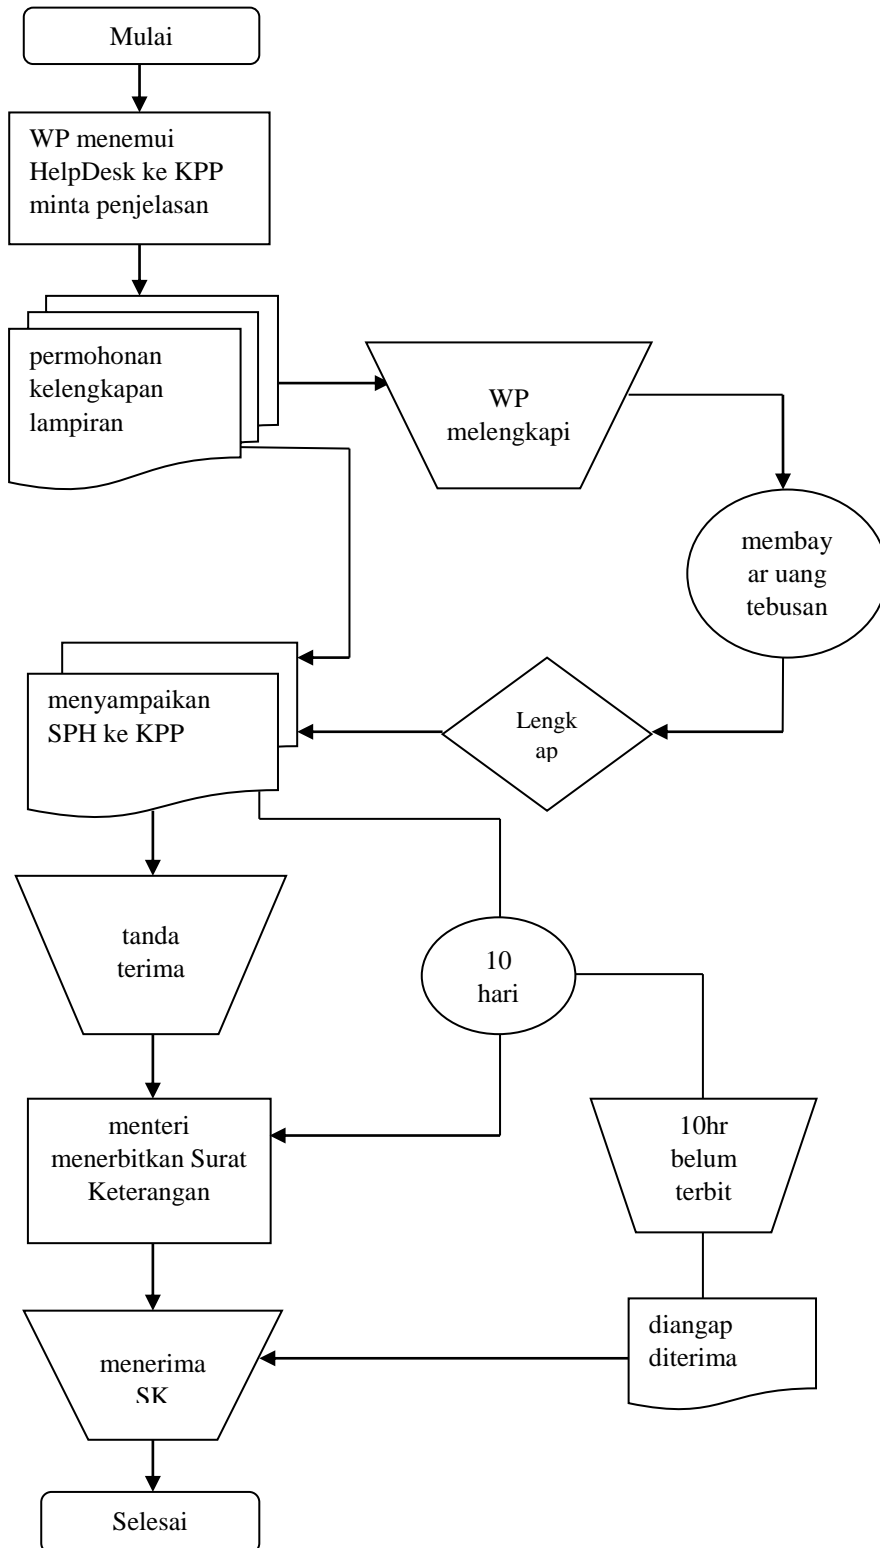 Mulai
WP menemui
HelpDesk ke KPP
minta penjelasan
permohonan
kelengkapan
lampiran
WP
melengkapi
membay
ar uang
tebusan
Lengk
ap
menyampaikan
SPH ke KPP
tanda
terima
10
hari
menteri
menerbitkan Surat
Keterangan
10hr
belum
terbit
diangap
diterima
menerima
SK
Selesai